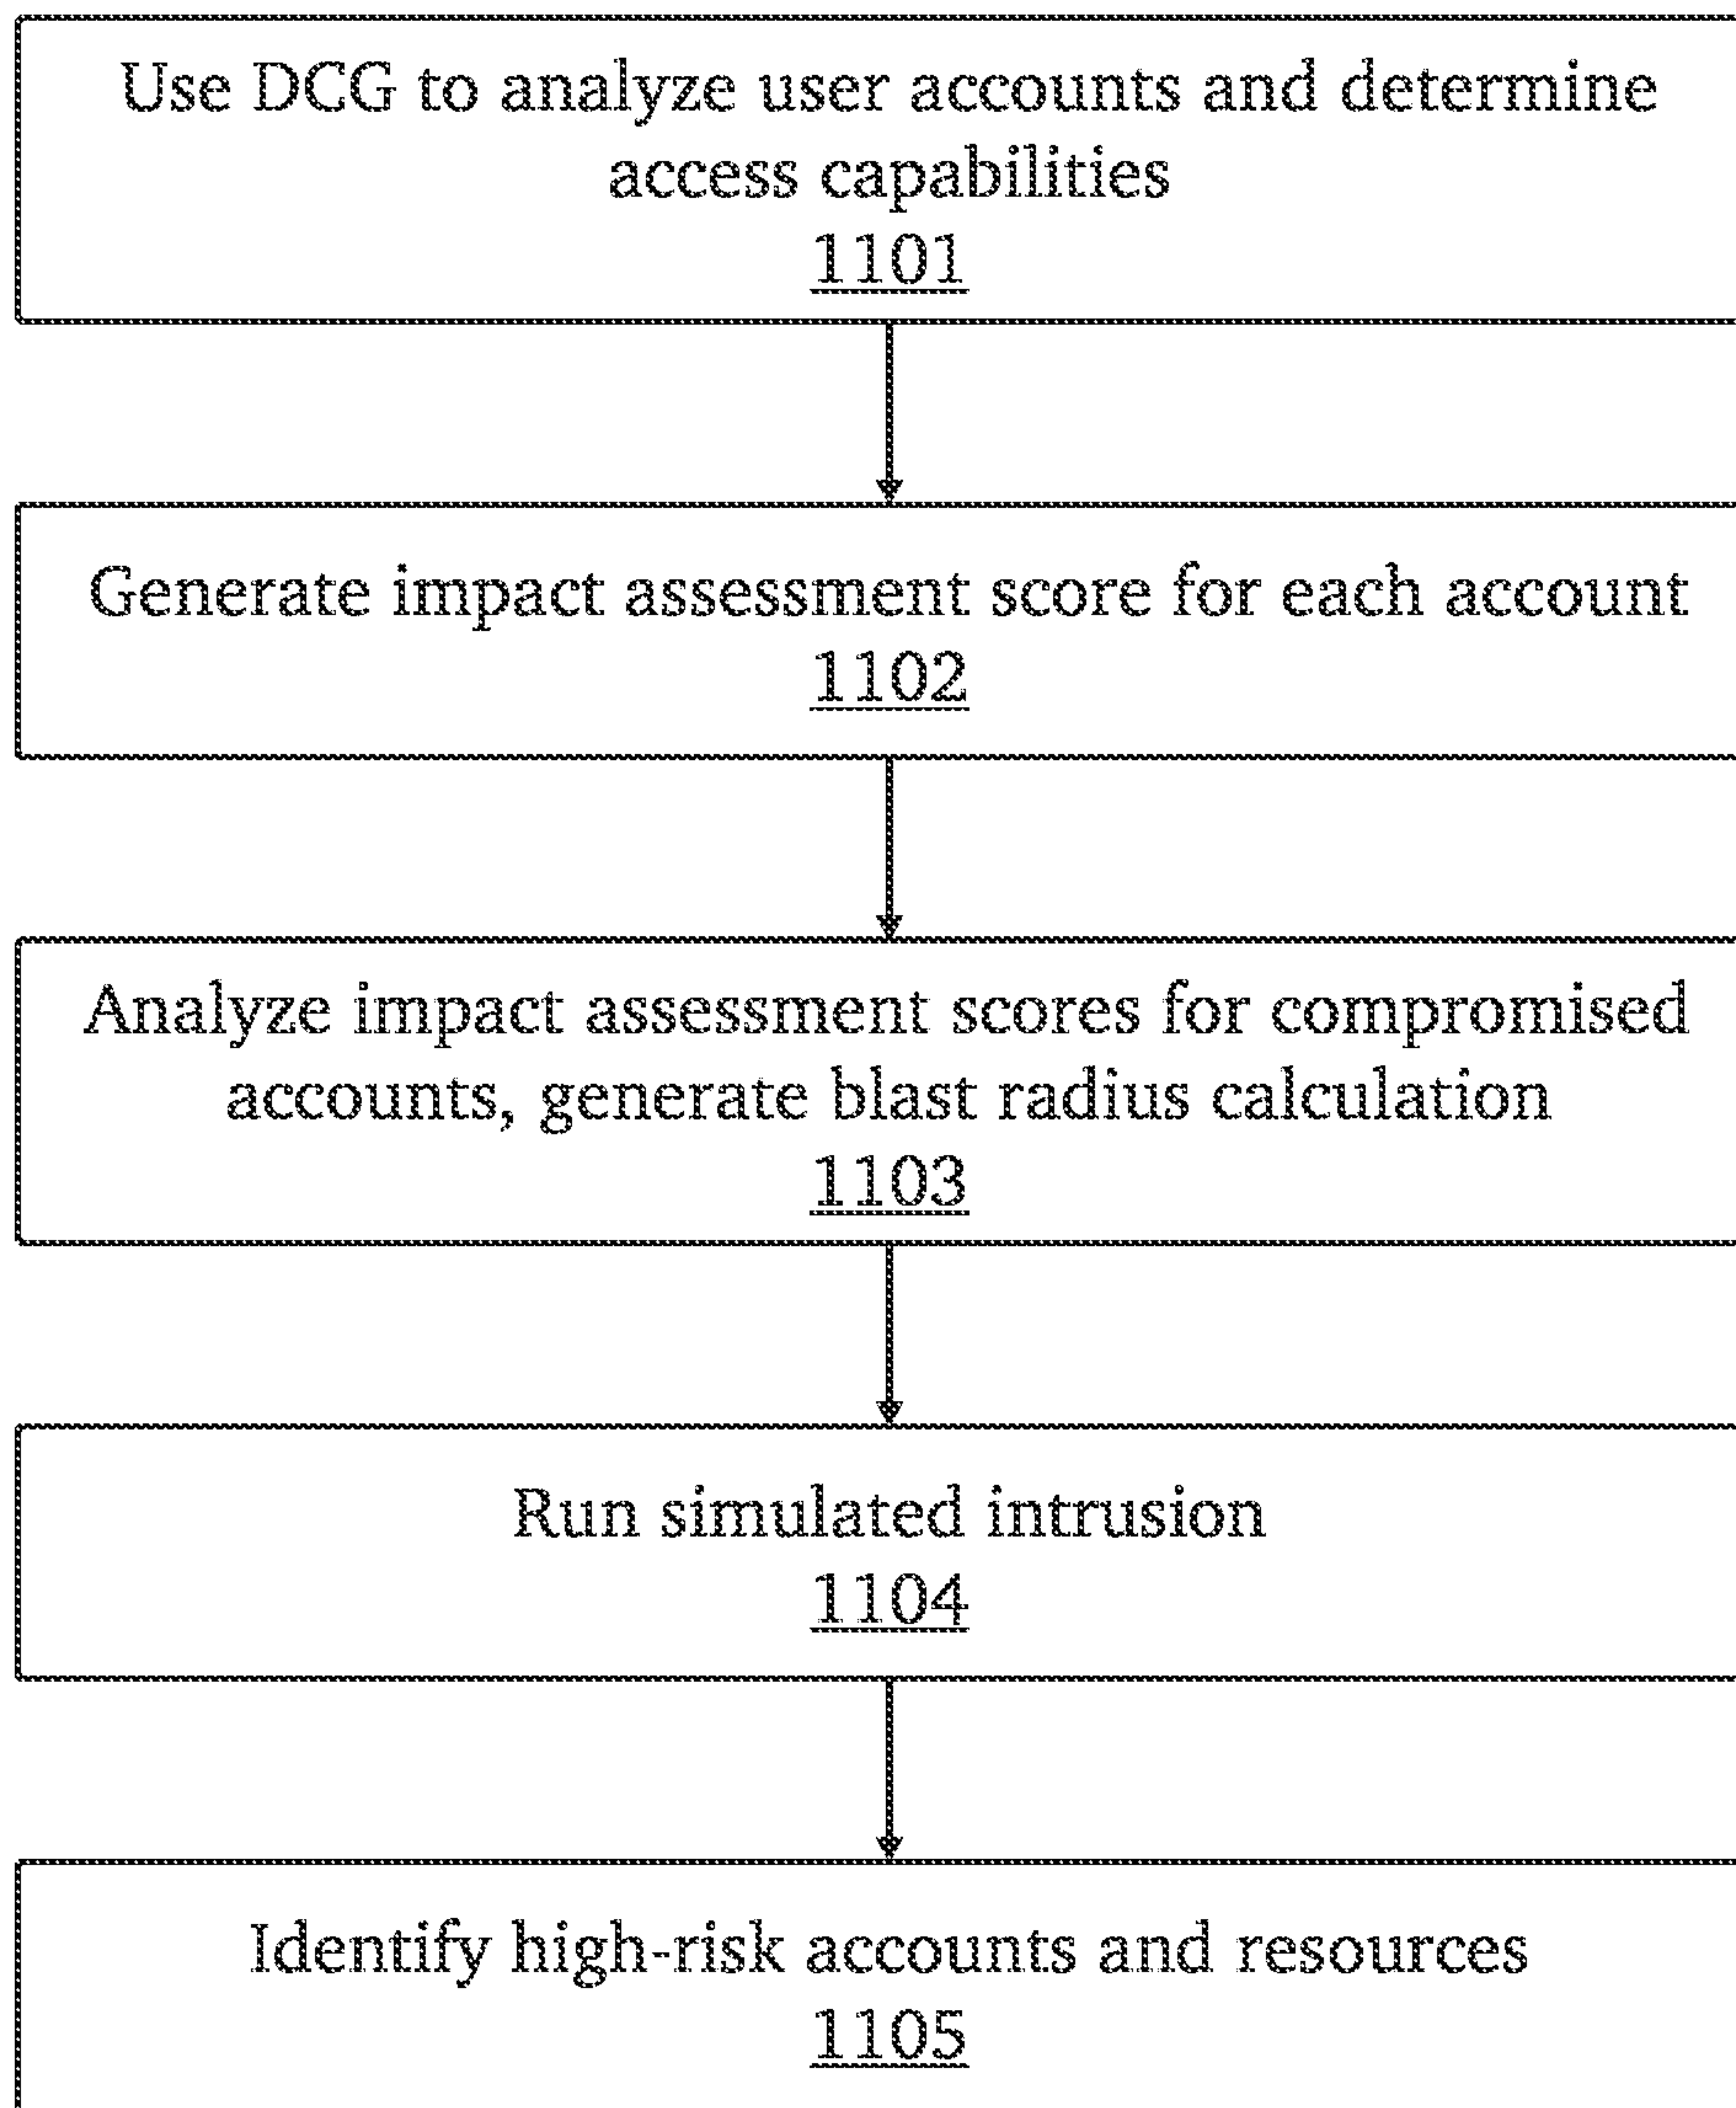 Use DCG to analyze user accounts and determine
access capabilities
1101
Generate impact assessment score for each account
1102
Analyze impact assessment scores for compromised
accounts, generate blast radius calculation
1103
Run simulated intrusion
1104
Identify high-risk accounts and resources
1105